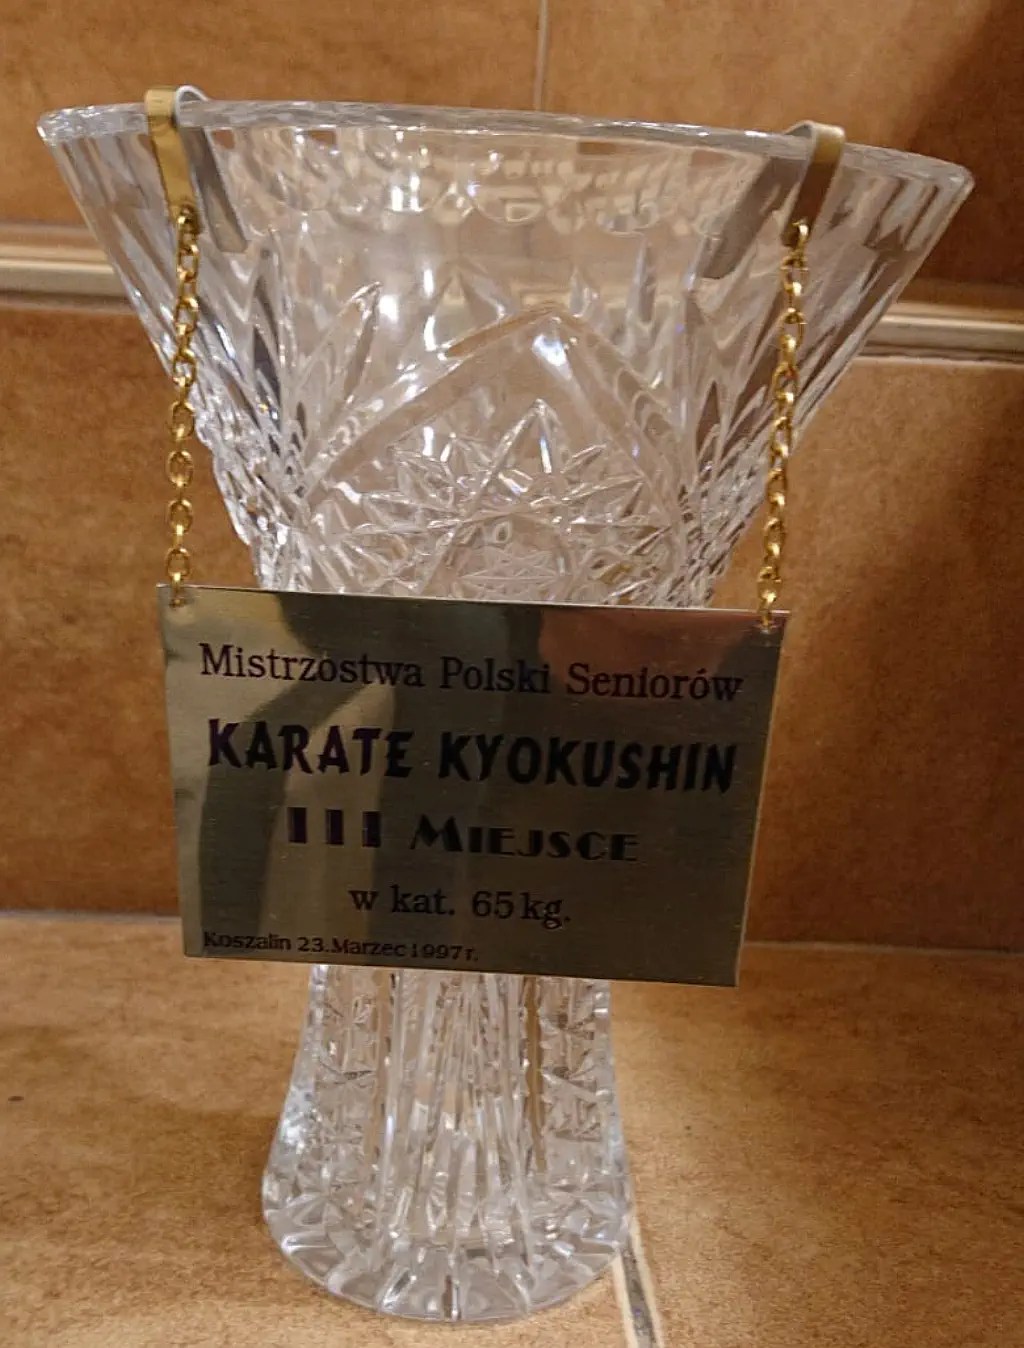 Mistrzostwa Polski Seniorów
KARATE KYOKUSHIN
III MIEJSCE
w kat. 65 kg.
Koszalin 23.Marzec 1997 r.